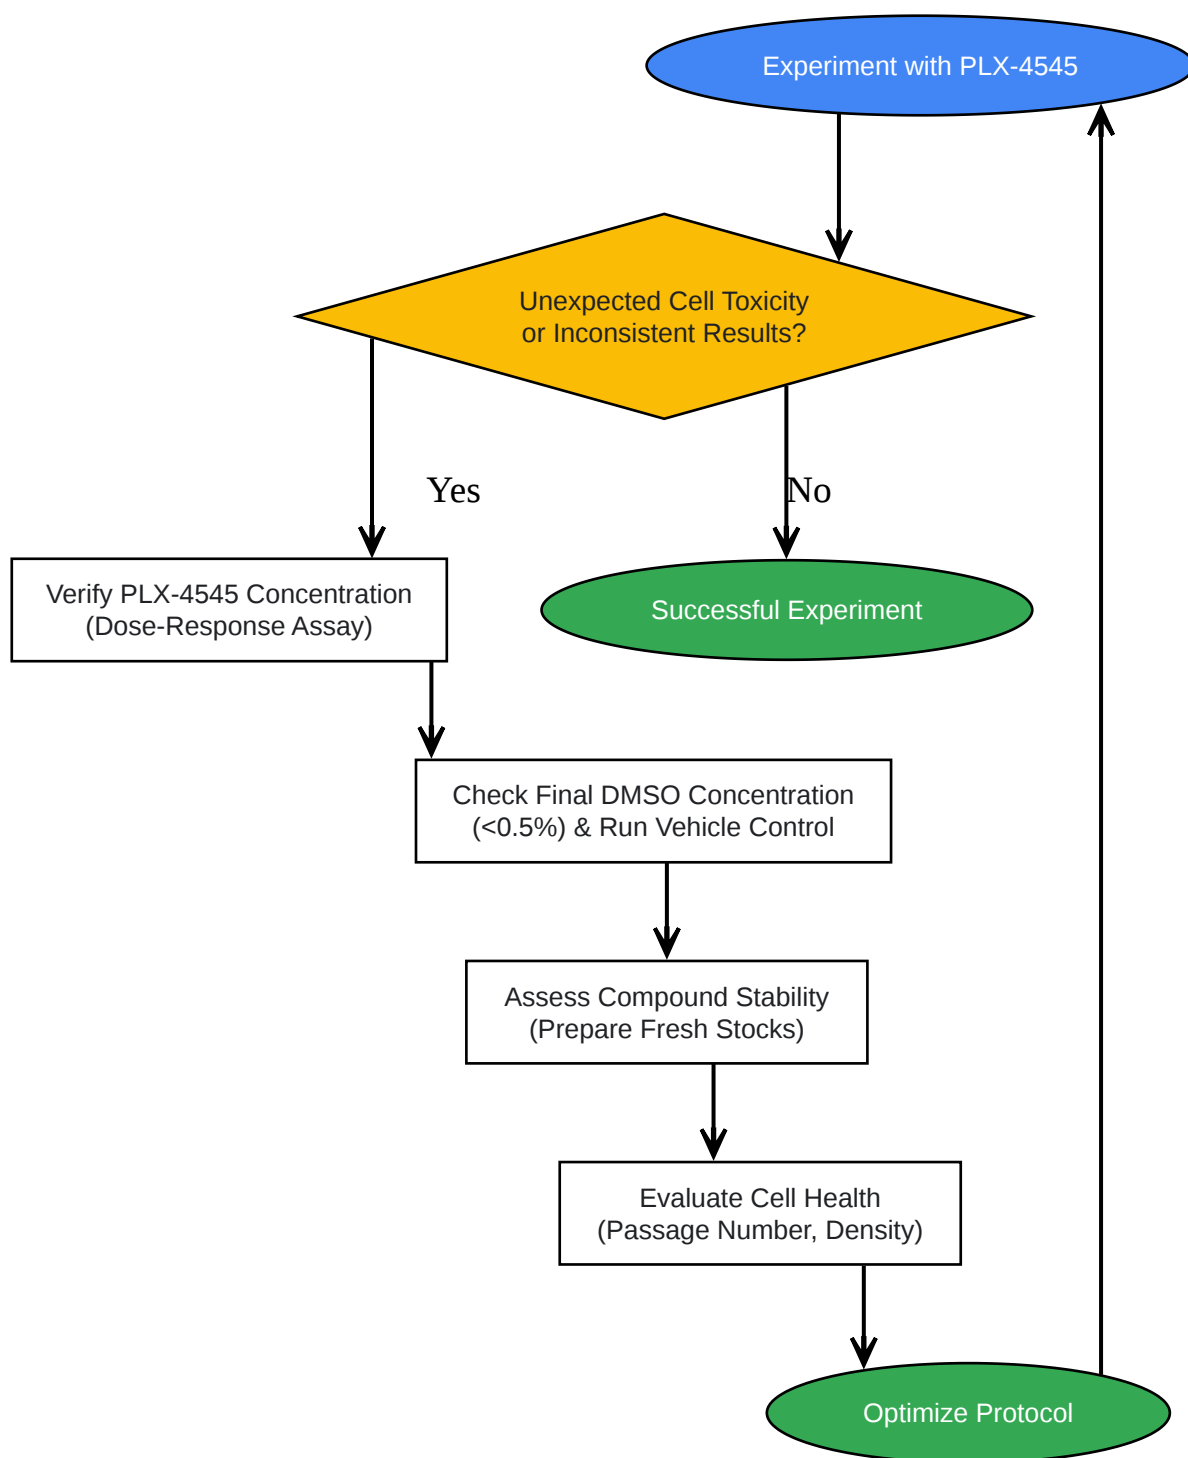 Experiment with PLX-4545
Unexpected Cell Toxicity
or Inconsistent Results?
Yes
No
Verify PLX-4545 Concentration
(Dose-Response Assay)
Successful Experiment
Check Final DMSO Concentration
(<0.5%) & Run Vehicle Control
Assess Compound Stability
(Prepare Fresh Stocks)
Evaluate Cell Health
(Passage Number, Density)
Optimize Protocol